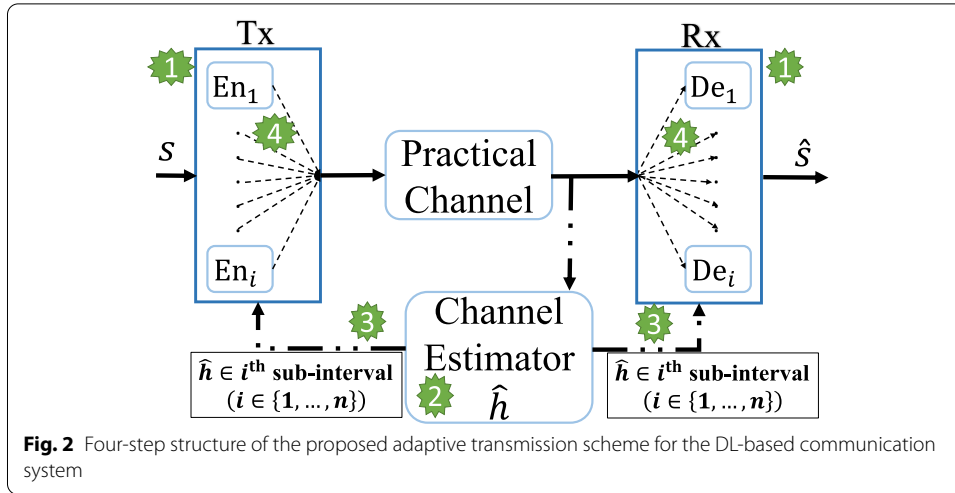 Tx
Rx
1
En₁
De₁
1
4
4
s
Practical
Channel
ŝ
Enᵢ
Deᵢ
3
Channel
Estimator
3
2
ĥ
ĥ ∈ iᵗʰ sub-interval
(i ∈ {1, …, n})
ĥ ∈ iᵗʰ sub-interval
(i ∈ {1, …, n})
Fig. 2 Four-step structure of the proposed adaptive transmission scheme for the DL-based communication
system